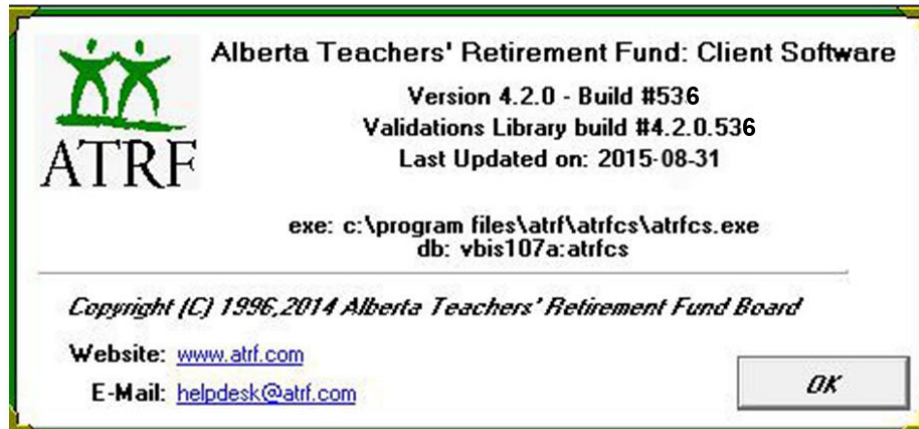 Alberta Teachers' Retirement Fund: Client Software
Version 4.2.0 - Build #536
Validations Library build #4.2.0.536
Last Updated on: 2015-08-31
ATRF
exe: c:\program files\atrf\atrfcs\atrfcs.exe
db: vbis107a:atrfcs
Copyright (C) 1996,2014 Alberta Teachers' Retirement Fund Board
Website: www.atrf.com
E-Mail: helpdesk@atrf.com
OK